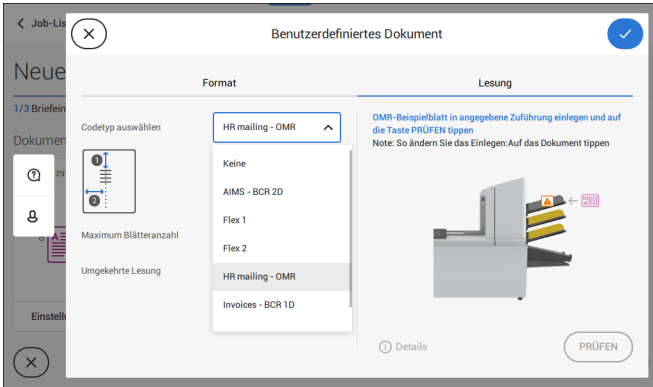 Job-Lis
Benutzerdefiniertes Dokument
Neue
Format
Lesung
1/3 Briefein
Dokumen
Codetyp auswählen
HR mailing - OMR
OMR-Beispielblatt in angegebene Zuführung einlegen und auf
die Taste PRÜFEN tippen
Note: So ändern Sie das Einlegen:Auf das Dokument tippen
Keine
AIMS - BCR 2D
Flex 1
Flex 2
HR mailing - OMR
Invoices - BCR 1D
1
2
29
Maximum Blätteranzahl
Umgekehrte Lesung
Einstell
Details
PRÜFEN